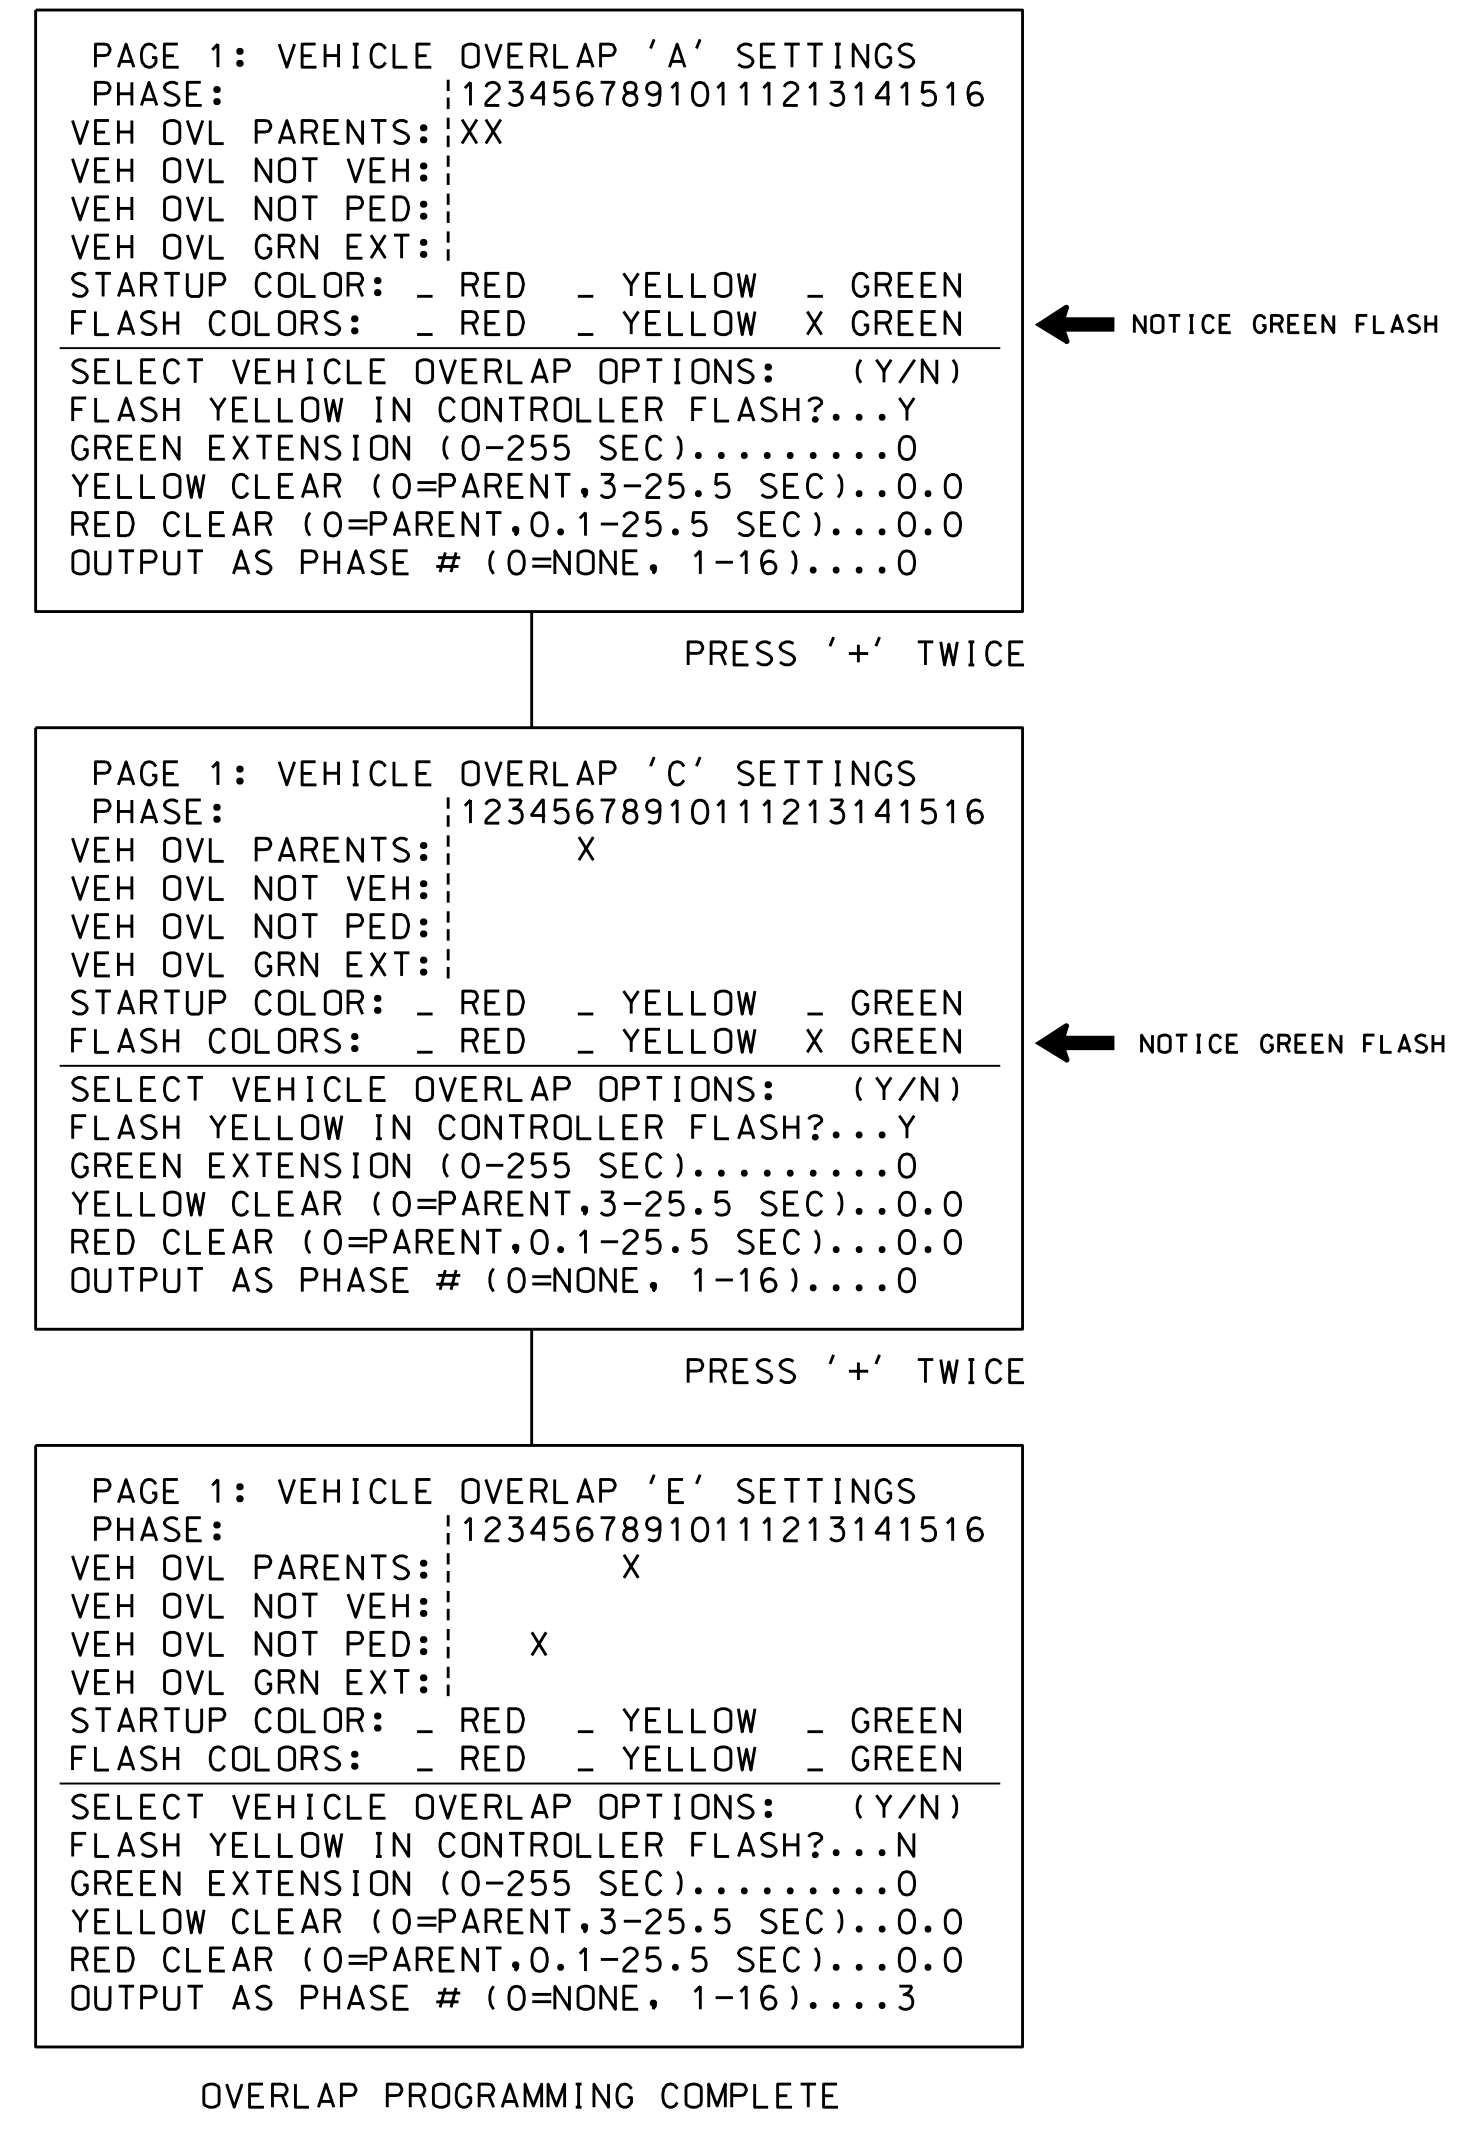 PAGE 1: VEHICLE OVERLAP 'A' SETTINGS
PHASE: ¦12345678910111213141516
VEH OVL PARENTS:¦XX
VEH OVL NOT VEH:¦
VEH OVL NOT PED:¦
VEH OVL GRN EXT:¦
STARTUP COLOR: _ RED _ YELLOW _ GREEN
FLASH COLORS: _ RED _ YELLOW X GREEN
NOTICE GREEN FLASH
SELECT VEHICLE OVERLAP OPTIONS: (Y/N)
FLASH YELLOW IN CONTROLLER FLASH?...Y
GREEN EXTENSION (0-255 SEC).........0
YELLOW CLEAR (0=PARENT,3-25.5 SEC)..0.0
RED CLEAR (0=PARENT,0.1-25.5 SEC)...0.0
OUTPUT AS PHASE # (0=NONE, 1-16)....0
PRESS '+' TWICE
PAGE 1: VEHICLE OVERLAP 'C' SETTINGS
PHASE: ¦12345678910111213141516
VEH OVL PARENTS:¦ X
VEH OVL NOT VEH:¦
VEH OVL NOT PED:¦
VEH OVL GRN EXT:¦
STARTUP COLOR: _ RED _ YELLOW _ GREEN
FLASH COLORS: _ RED _ YELLOW X GREEN
NOTICE GREEN FLASH
SELECT VEHICLE OVERLAP OPTIONS: (Y/N)
FLASH YELLOW IN CONTROLLER FLASH?...Y
GREEN EXTENSION (0-255 SEC).........0
YELLOW CLEAR (0=PARENT,3-25.5 SEC)..0.0
RED CLEAR (0=PARENT,0.1-25.5 SEC)...0.0
OUTPUT AS PHASE # (0=NONE, 1-16)....0
PRESS '+' TWICE
PAGE 1: VEHICLE OVERLAP 'E' SETTINGS
PHASE: ¦12345678910111213141516
VEH OVL PARENTS:¦ X
VEH OVL NOT VEH:¦
VEH OVL NOT PED:¦ X
VEH OVL GRN EXT:¦
STARTUP COLOR: _ RED _ YELLOW _ GREEN
FLASH COLORS: _ RED _ YELLOW _ GREEN
SELECT VEHICLE OVERLAP OPTIONS: (Y/N)
FLASH YELLOW IN CONTROLLER FLASH?...N
GREEN EXTENSION (0-255 SEC).........0
YELLOW CLEAR (0=PARENT,3-25.5 SEC)..0.0
RED CLEAR (0=PARENT,0.1-25.5 SEC)...0.0
OUTPUT AS PHASE # (0=NONE, 1-16)....3
OVERLAP PROGRAMMING COMPLETE